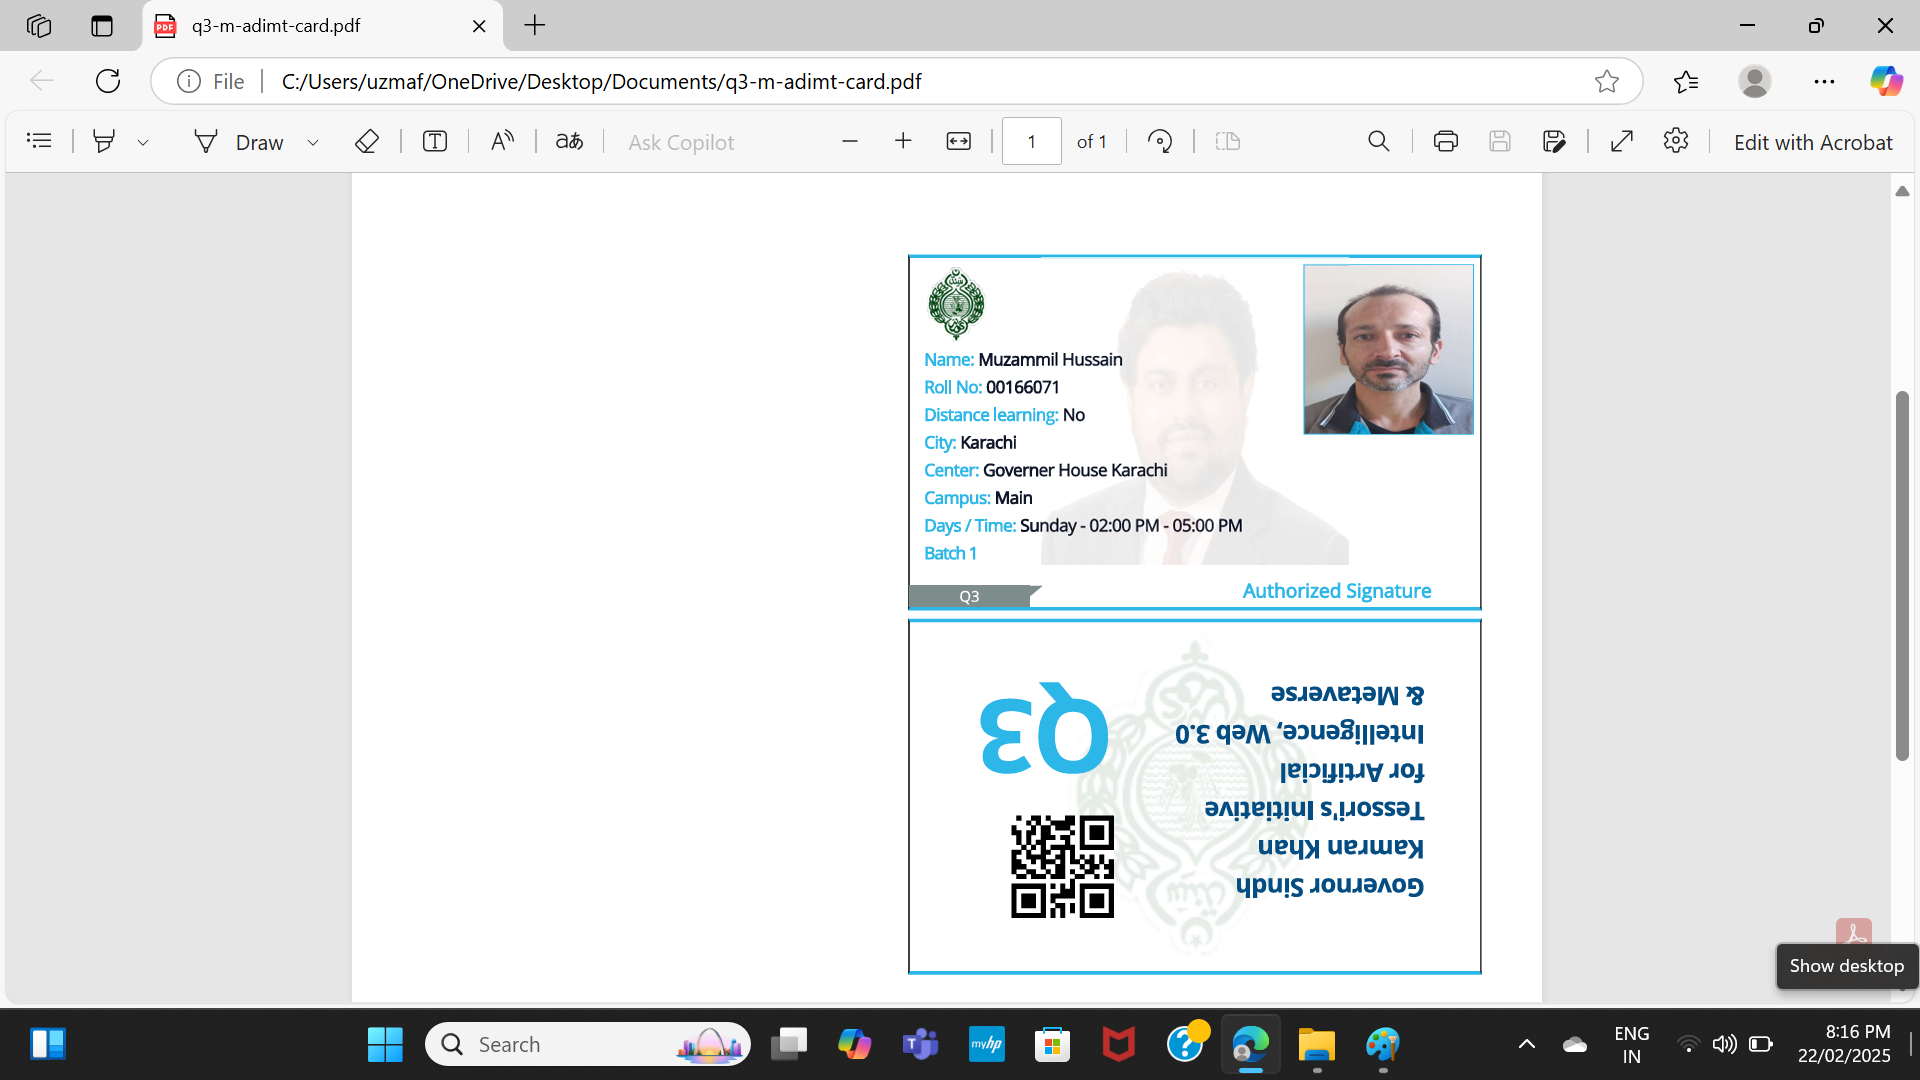 q3-m-adimt-card.pdf
File
C:/Users/uzmaf/OneDrive/Desktop/Documents/q3-m-adimt-card.pdf
Draw
Ask Copilot
1 of 1
Edit with Acrobat
Name: Muzammil Hussain
Roll No: 00166071
Distance learning: No
City: Karachi
Center: Governer House Karachi
Campus: Main
Days / Time: Sunday - 02:00 PM - 05:00 PM
Batch 1
Q3
Authorized Signature
Governor Sindh
Kamran Khan
Tessori's Initiative
for Artificial
Intelligence, Web 3.0
& Metaverse
Q3
Show desktop
Search
myhp
ENG
IN
8:16 PM
22/02/2025